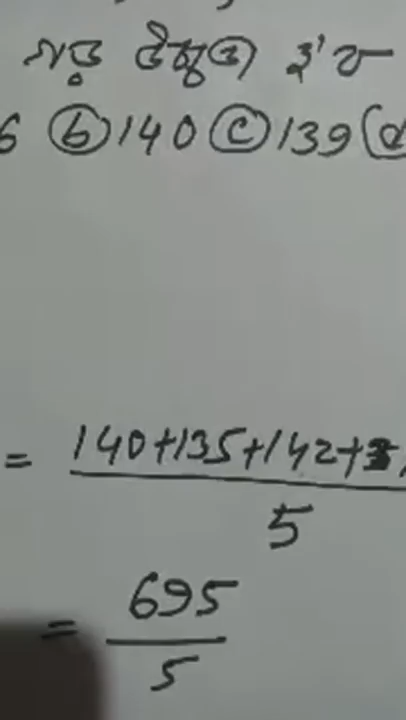 গড় উচ্চতা হ'ব
6 ⓑ 140 ⓒ 139 (d
= 140+135+142+
5
= 695
5